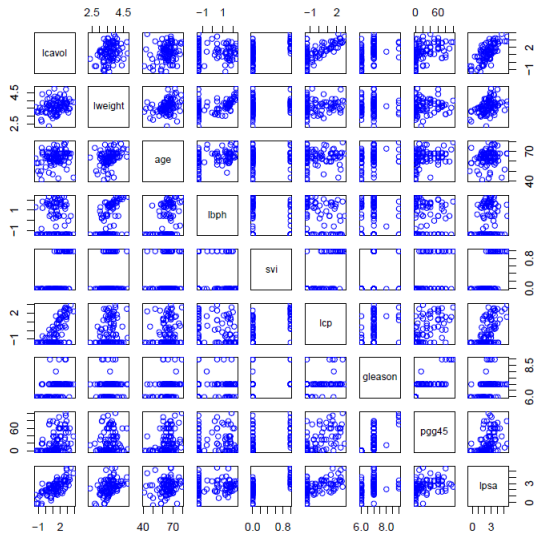 2.5 4.5 −1 1 −1 2 0 60
lcavol −1 2
2.5 4.5 lweight
age 40 70
−1 1 lbph
svi 0.0 0.8
−1 2 lcp
gleason 6.0 8.5
0 60 pgg45
lpsa 0 3
−1 2 40 70 0.0 0.8 6.0 8.0 0 3